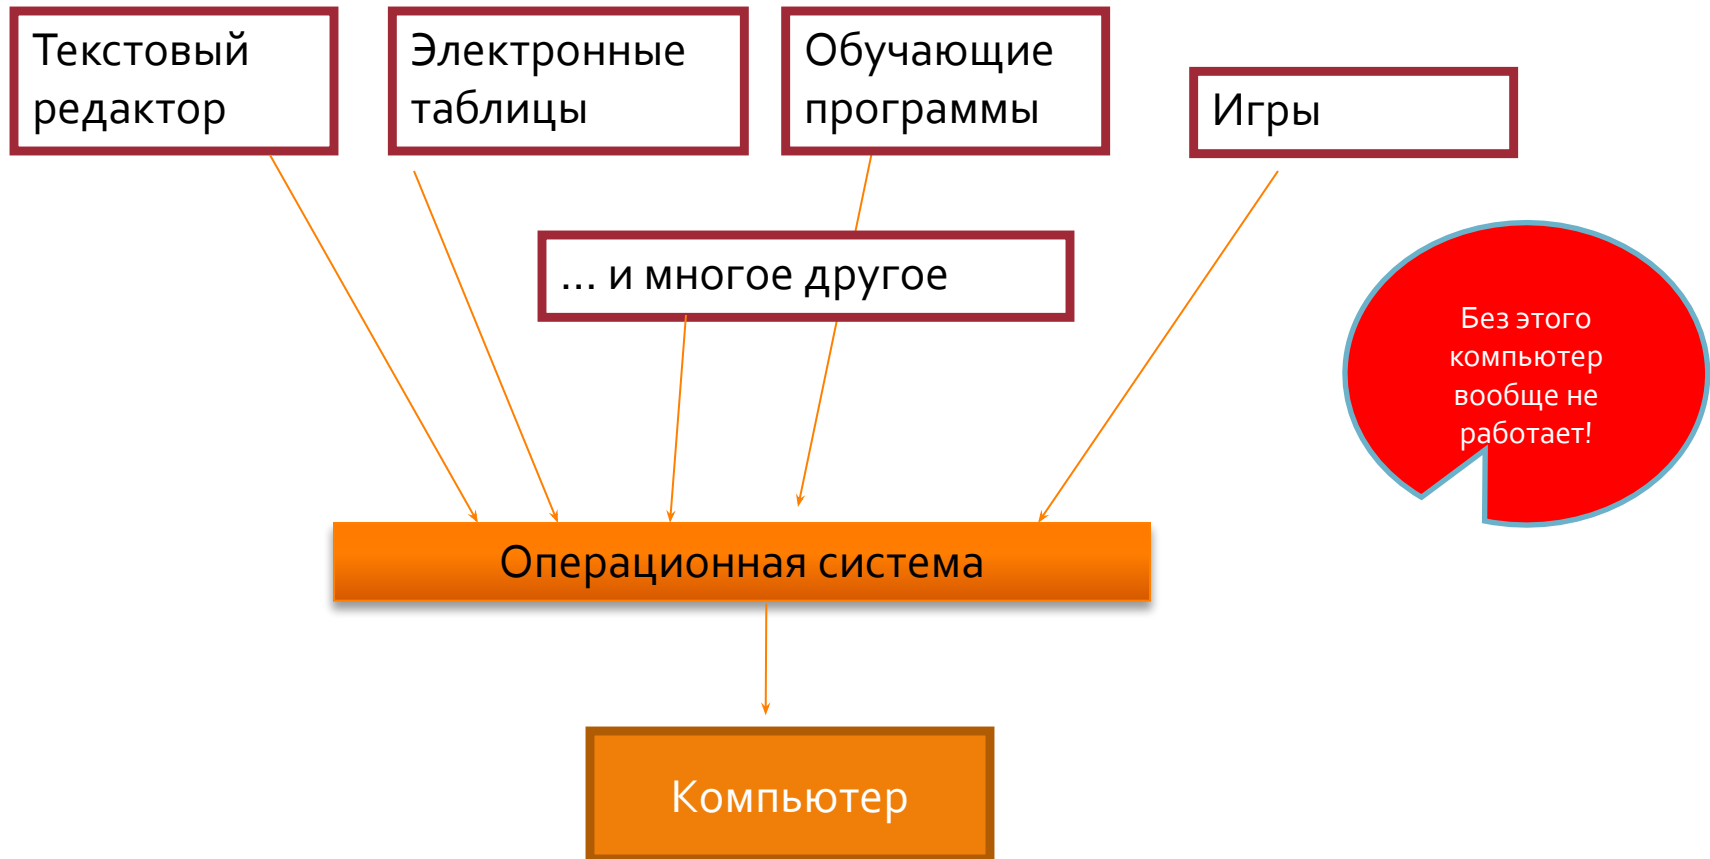 Текстовый
редактор
Электронные
таблицы
Обучающие
программы
Игры
... и многое другое
Без этого
компьютер
вообще не
работает!
Операционная система
Компьютер